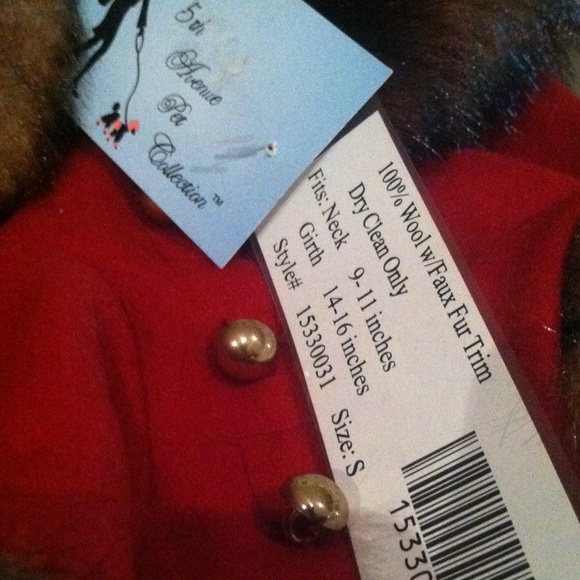 5th
Avenue
Pet
Collection™
100% Wool w/Faux Fur Trim
Dry Clean Only
Fits: Neck 9-11 inches
Girth 14-16 inches
Style# 15330031 Size: S
15330